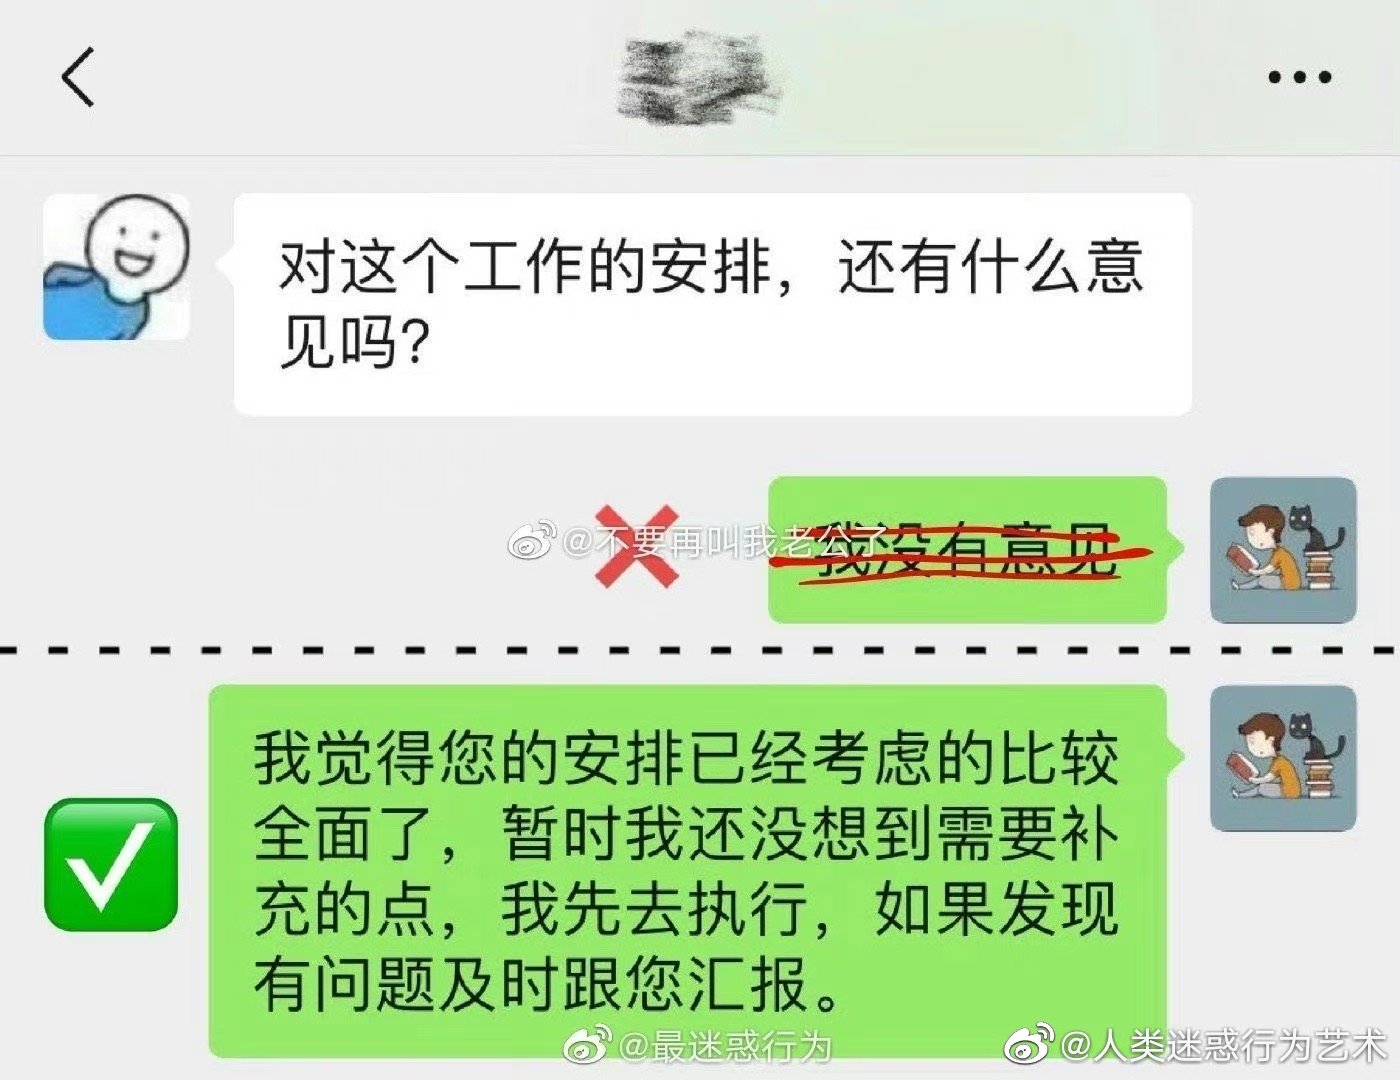 对这个工作的安排，还有什么意
见吗？
@不要再叫我老公了
我没有意见
我觉得您的安排已经考虑的比较
全面了，暂时我还没想到需要补
充的点，我先去执行，如果发现
有问题及时跟您汇报。
@最迷惑行为
@人类迷惑行为艺术